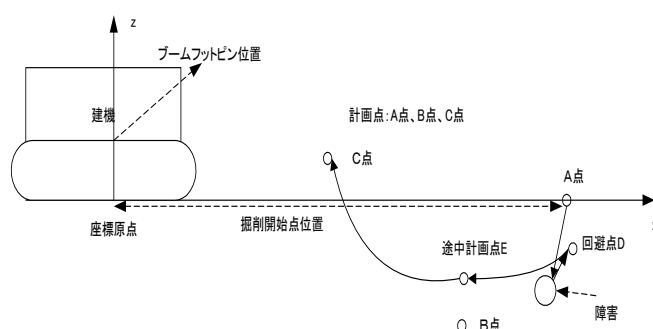 z
ブームフットピン位置
建機
計画点:A点、B点、C点
C点
A点
座標原点
掘削開始点位置
途中計画点E
回避点D
障害
B点